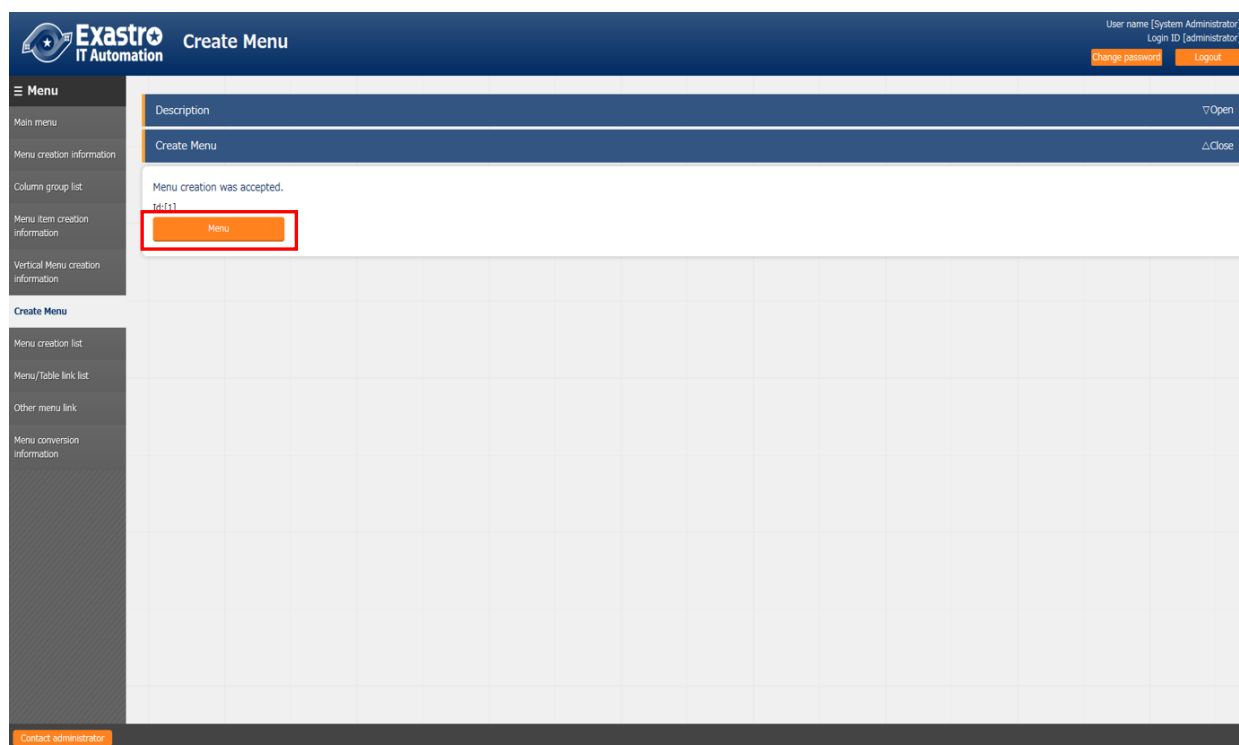 Exastro
IT Automation
Create Menu
User name [System Administrator]
Login ID [administrator]
Change password
Logout
☰ Menu
Main menu
Menu creation information
Column group list
Menu item creation
information
Vertical Menu creation
information
Create Menu
Menu creation list
Menu/Table link list
Other menu link
Menu conversion
information
Description
▽Open
Create Menu
△Close
Menu creation was accepted.
Id:[1]
Menu
Contact administrator